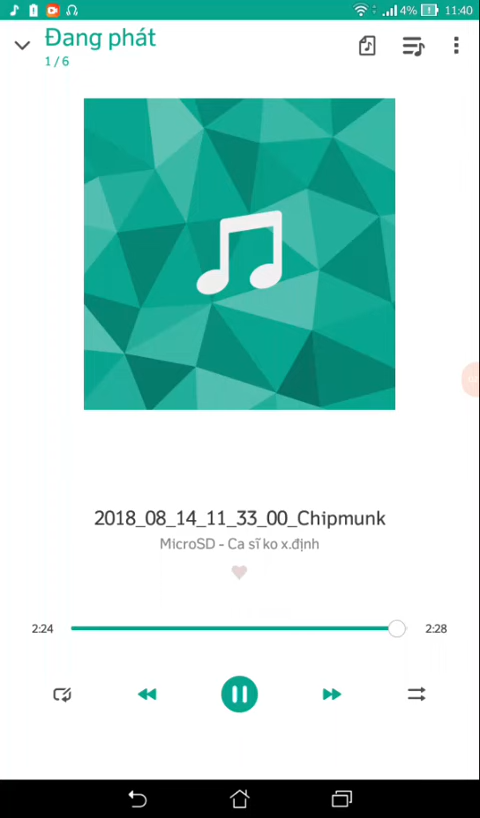 4% 11:40
Đang phát
1 / 6
2018_08_14_11_33_00_Chipmunk
MicroSD - Ca sĩ ko x.định
2:24 2:28